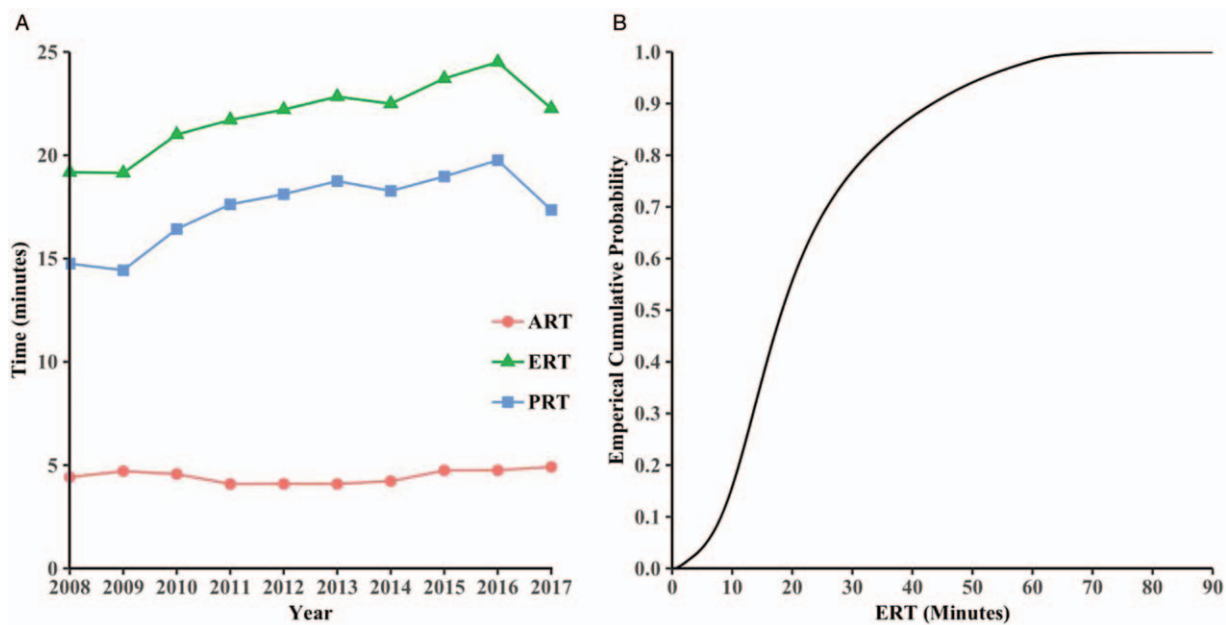 A
Time (minutes)
25
20
15
10
5
0
ART
ERT
PRT
2008 2009 2010 2011 2012 2013 2014 2015 2016 2017
Year
B
Emperical Cumulative Probability
1.0
0.9
0.8
0.7
0.6
0.5
0.4
0.3
0.2
0.1
0.0
0 10 20 30 40 50 60 70 80 90
ERT (Minutes)